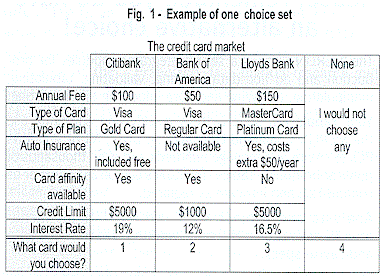 Fig. 1 - Example of one choice set
The credit card market
Citibank Bank of America Lloyds Bank None
Annual Fee $100 $50 $150
Type of Card Visa Visa MasterCard
Type of Plan Gold Card Regular Card Platinum Card
Auto Insurance Yes, included free Not available Yes, costs extra $50/year
I would not choose any
Card affinity available Yes Yes No
Credit Limit $5000 $1000 $5000
Interest Rate 19% 12% 16.5%
What card would you choose? 1 2 3 4